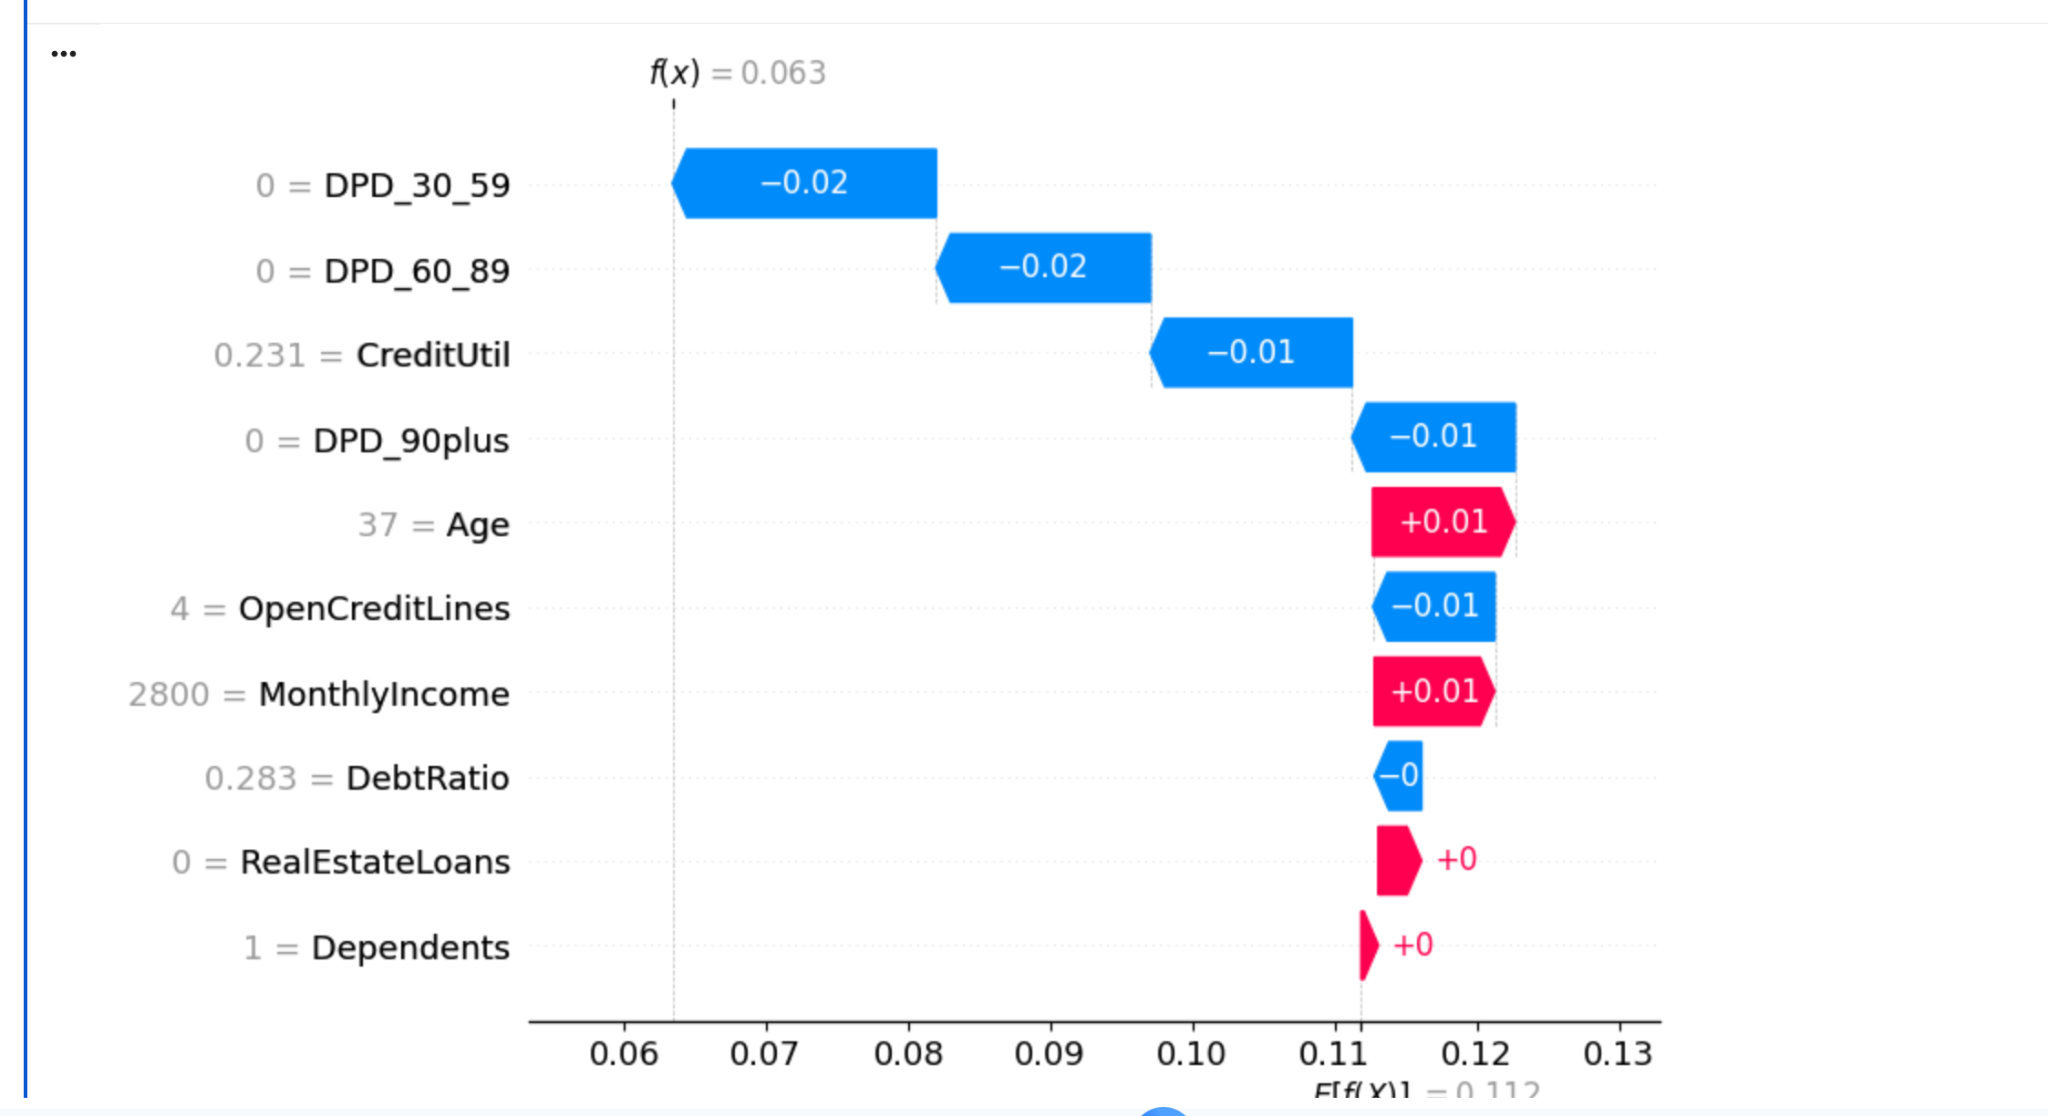 ...
f(x) = 0.063
0 = DPD_30_59 −0.02
0 = DPD_60_89 −0.02
0.231 = CreditUtil −0.01
0 = DPD_90plus −0.01
37 = Age +0.01
4 = OpenCreditLines −0.01
2800 = MonthlyIncome +0.01
0.283 = DebtRatio −0
0 = RealEstateLoans +0
1 = Dependents +0
0.06 0.07 0.08 0.09 0.10 0.11 0.12 0.13
E[f(X)] = 0.112